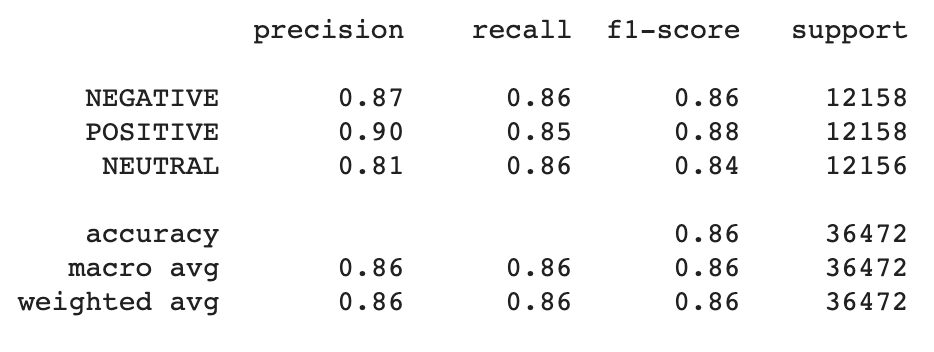 precision recall f1-score support
NEGATIVE 0.87 0.86 0.86 12158
POSITIVE 0.90 0.85 0.88 12158
NEUTRAL 0.81 0.86 0.84 12156
accuracy 0.86 36472
macro avg 0.86 0.86 0.86 36472
weighted avg 0.86 0.86 0.86 36472